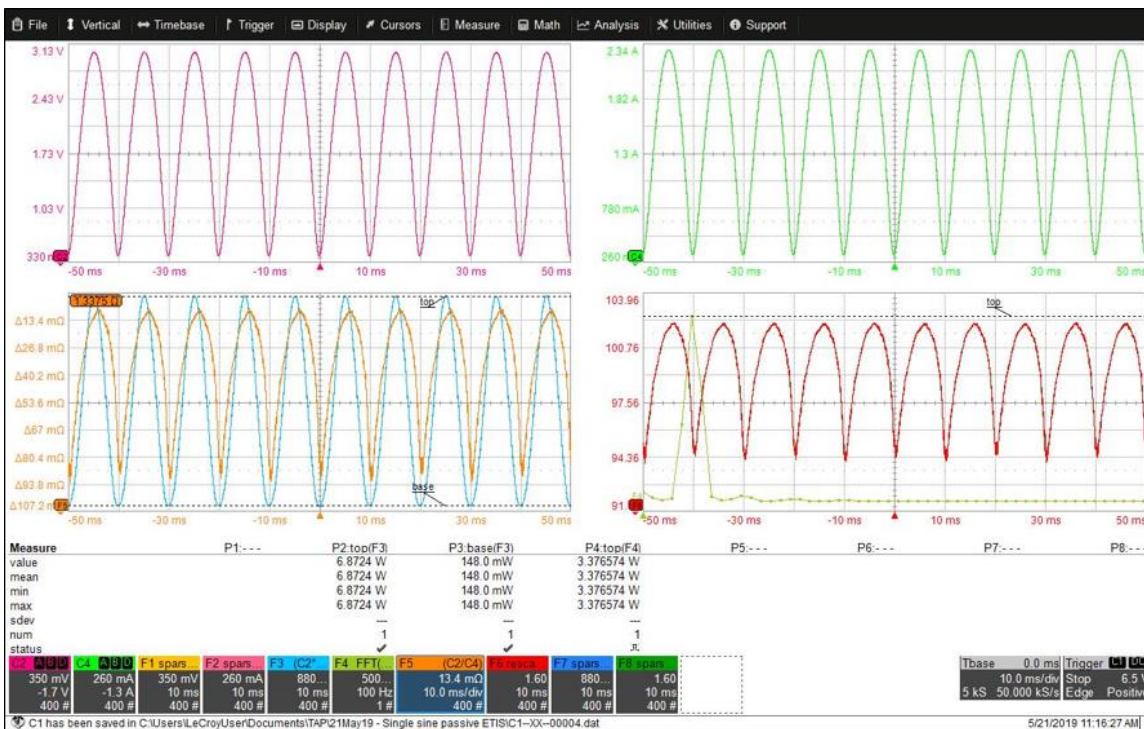 File Vertical Timebase Trigger Display Cursors Measure Math Analysis Utilities Support
3.13 V
2.43 V
1.73 V
1.03 V
C2
-50 ms -30 ms -10 ms 10 ms 30 ms 50 ms
2.34 A
1.82 A
1.3 A
780 mA
C4
-50 ms -30 ms -10 ms 10 ms 30 ms 50 ms
1.3375 Ω
top
Δ13.4 mΩ
Δ26.8 mΩ
Δ40.2 mΩ
Δ53.6 mΩ
Δ67 mΩ
Δ80.4 mΩ
Δ93.8 mΩ
base
-50 ms -30 ms -10 ms 10 ms 30 ms 50 ms
103.96
top
100.76
97.56
94.36
-50 ms -30 ms -10 ms 10 ms 30 ms 50 ms
Measure P1:- - - P2:top(F3) P3:base(F3) P4:top(F4) P5:- - - P6:- - - P7:- - - P8:- - -
value 6.8724 W 148.0 mW 3.376574 W
mean 6.8724 W 148.0 mW 3.376574 W
min 6.8724 W 148.0 mW 3.376574 W
max 6.8724 W 148.0 mW 3.376574 W
sdev --- --- ---
num 1 1 1
status
C2 A B D C4 A B D F1 spars... F2 spars... F3 (C2* F4 FFT(... F5 (C2/C4) F6 resca... F7 spars... F8 spars... Tbase 0.0 ms Trigger C1 DC
350 mV 260 mA 350 mV 260 mA 880... 500... 13.4 mΩ 1.60 880... 1.60 10.0 ms/div Stop 6.5 V
-1.7 V -1.3 A 10 ms 10 ms 10 ms 100 Hz 10.0 ms/div 10 ms 10 ms 10 ms 5 kS 50.000 kS/s Edge Positive
400 # 400 # 400 # 400 # 400 # 1 # 400 # 400 # 400 # 400 #
C1 has been saved in C:\Users\LeCroyUser\Documents\TAP\21May19 - Single sine passive ETIS\C1--XX--00004.dat 5/21/2019 11:16:27 AM